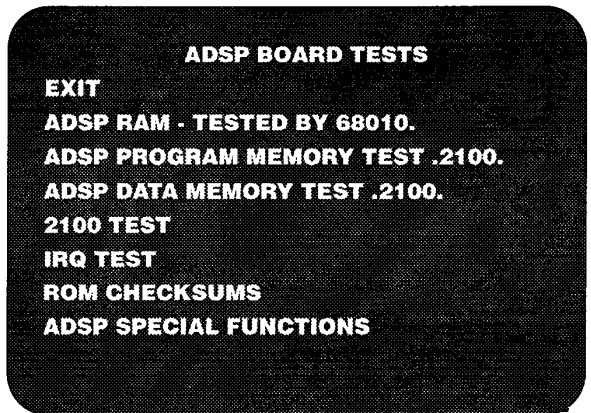 ADSP BOARD TESTS
EXIT
ADSP RAM - TESTED BY 68010.
ADSP PROGRAM MEMORY TEST .2100.
ADSP DATA MEMORY TEST .2100.
2100 TEST
IRQ TEST
ROM CHECKSUMS
ADSP SPECIAL FUNCTIONS